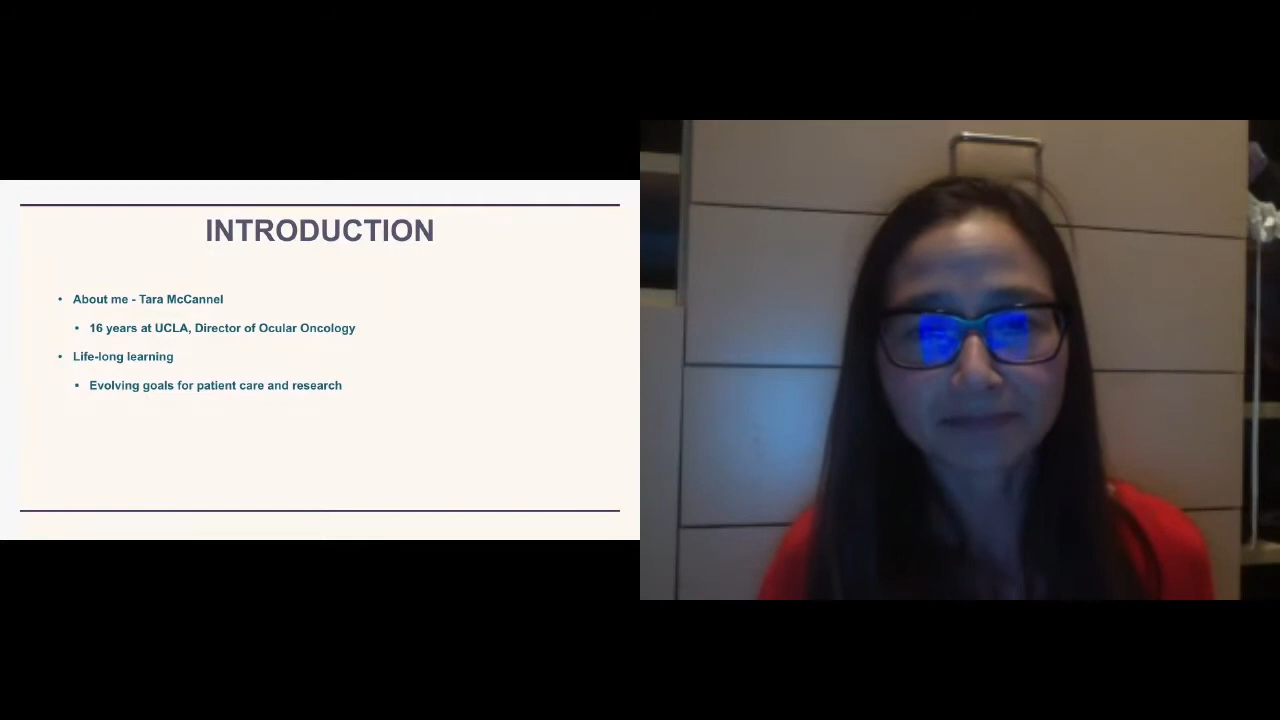 INTRODUCTION
• About me - Tara McCannel
• 16 years at UCLA, Director of Ocular Oncology
• Life-long learning
• Evolving goals for patient care and research